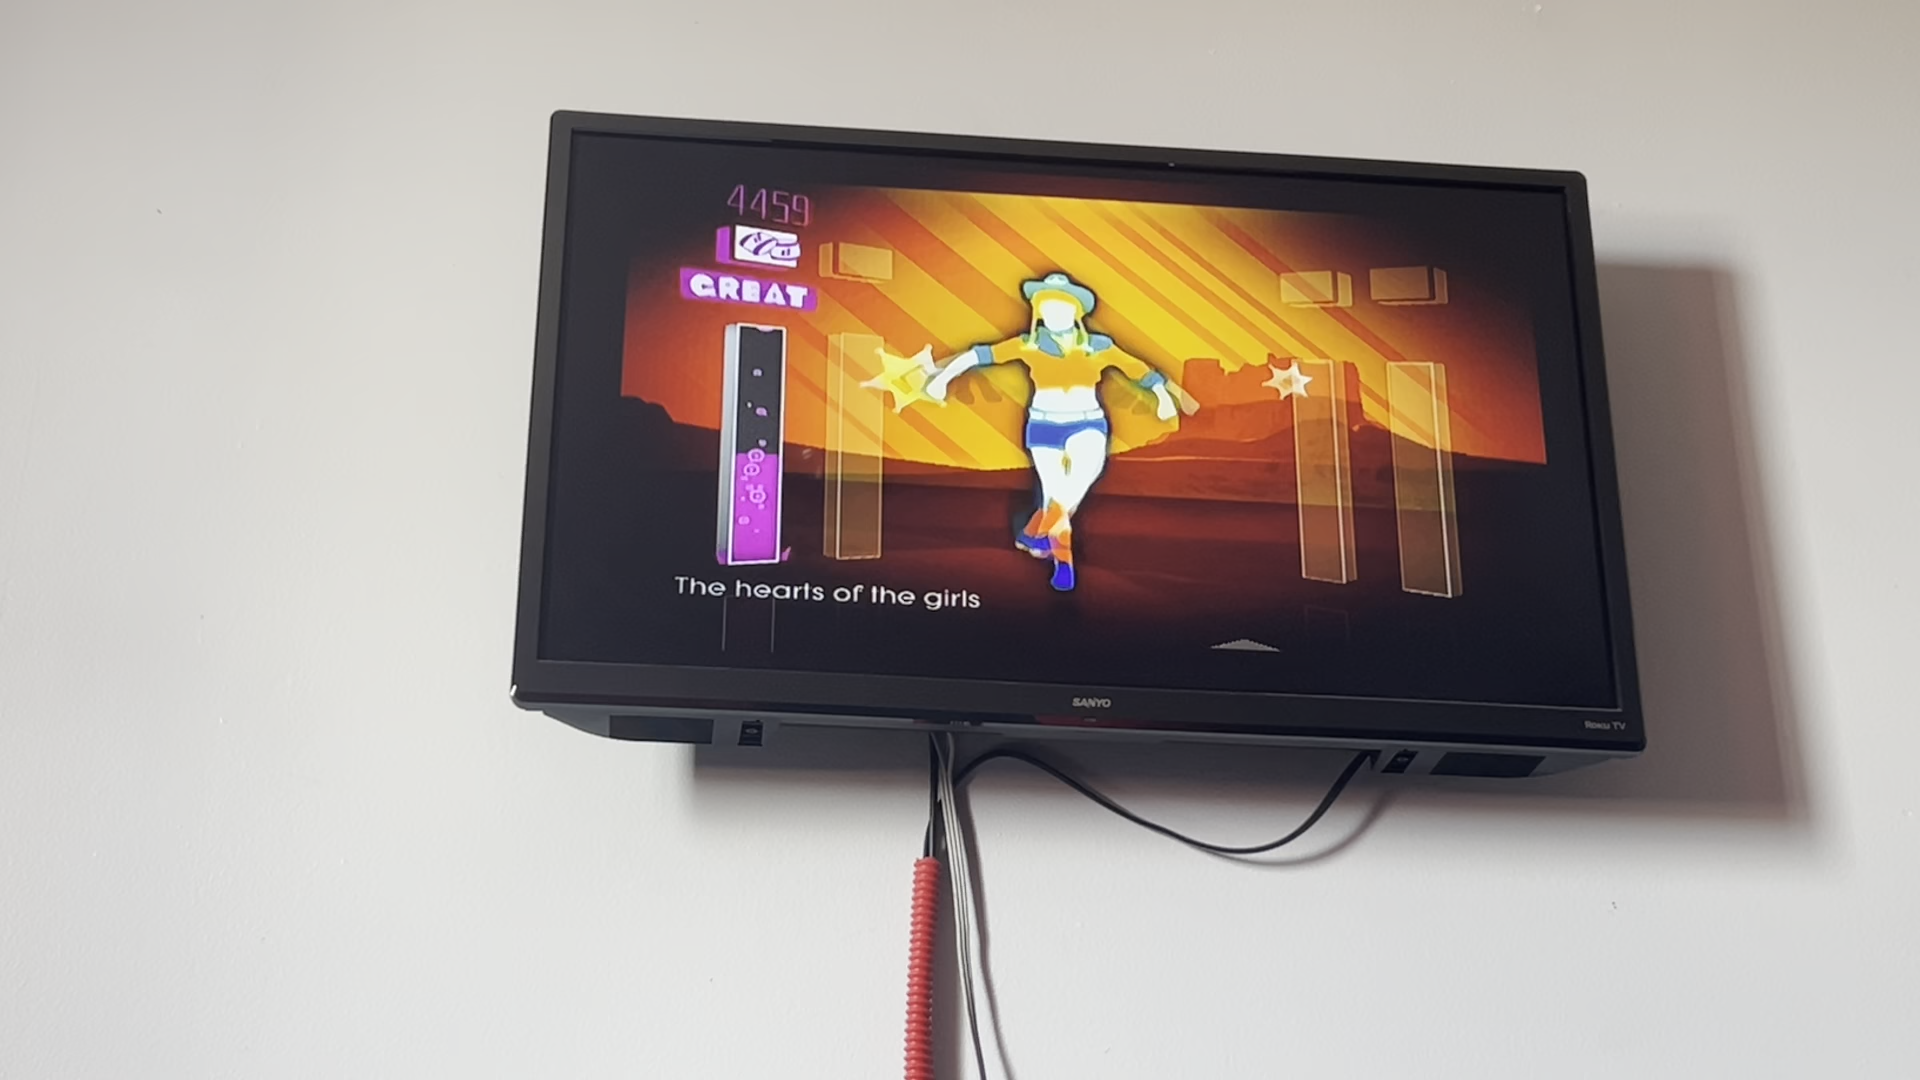 4459
GREAT
The hearts of the girls
SANYO
Roku TV